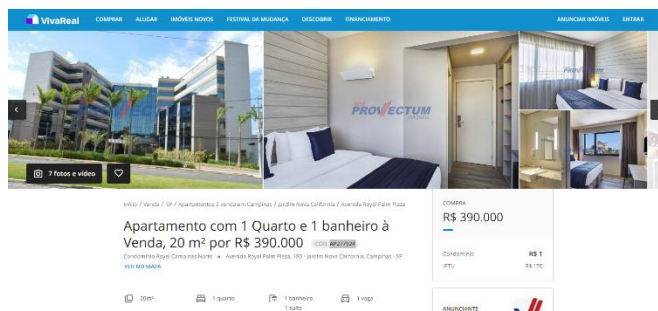 VivaReal COMPRAR ALUGAR IMÓVEIS NOVOS FESTIVAL DA MUDANÇA DESCOBRIR FINANCIAMENTO ANUNCIAR IMÓVEIS ENTRAR
PROVECTUM
7 fotos e vídeo
Início / Venda / SP / Apartamentos à venda em Campinas / Jardim Nova Califórnia / Avenida Royal Palm Plaza
COMPRA
R$ 390.000
Apartamento com 1 Quarto e 1 banheiro à
Venda, 20 m² por R$ 390.000 COD.
Condomínio Royal Campinas Norte • Avenida Royal Palm Plaza, - Jardim Nova Califórnia, Campinas - SP
VER NO MAPA
Condomínio R$ 1
IPTU R$ 170
20m² 1 quarto 1 banheiro 1 vaga
1 suíte
ANUNCIANTE